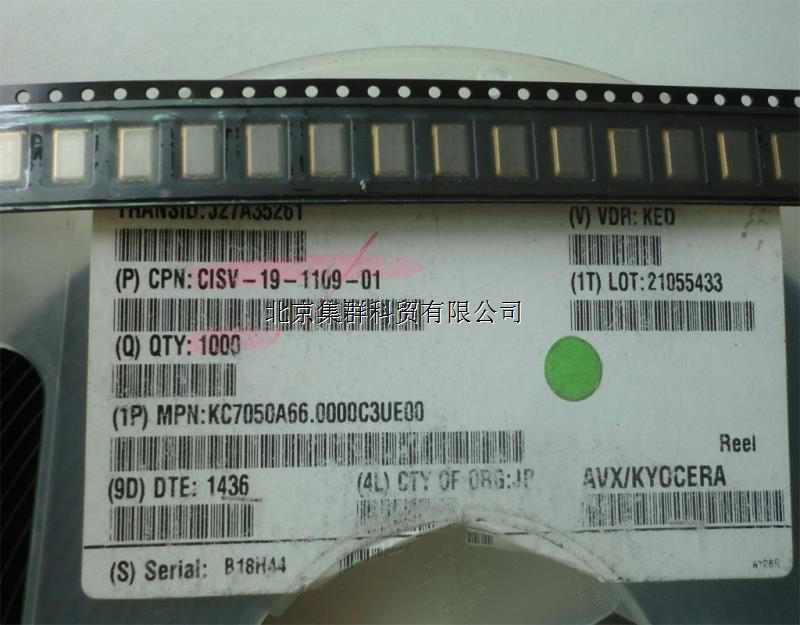 TRANSID:J27A35261
(V) VDR:KED
(P) CPN:CISV-19-1109-01
(1T) LOT:21055433
北京集群科贸有限公司
(Q) QTY:1000
(1P) MPN:KC7050A66.0000C3UE00
Reel
(9D) DTE: 1436
(4L) CTY OF ORG:JP
AVX/KYOCERA
(S) Serial: B18H44